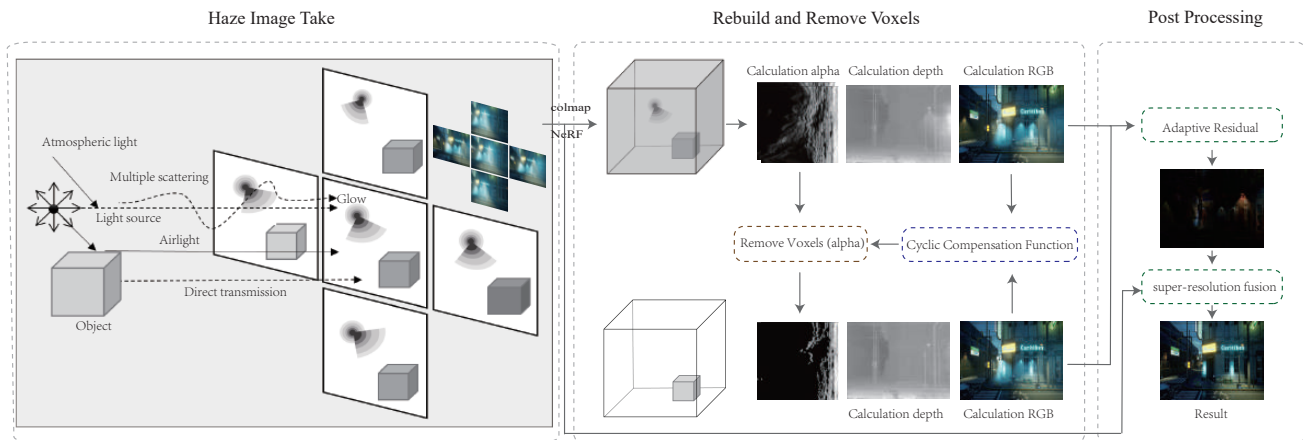 Haze Image Take
Rebuild and Remove Voxels
Post Processing
Atmospheric light
Multiple scattering
Glow
Light source
Airlight
Direct transmission
Object
colmap
NeRF
Calculation alpha
Calculation depth
Calculation RGB
Remove Voxels (alpha)
Cyclic Compensation Function
Calculation depth
Calculation RGB
Adaptive Residual
super-resolution fusion
Curitiba
Result